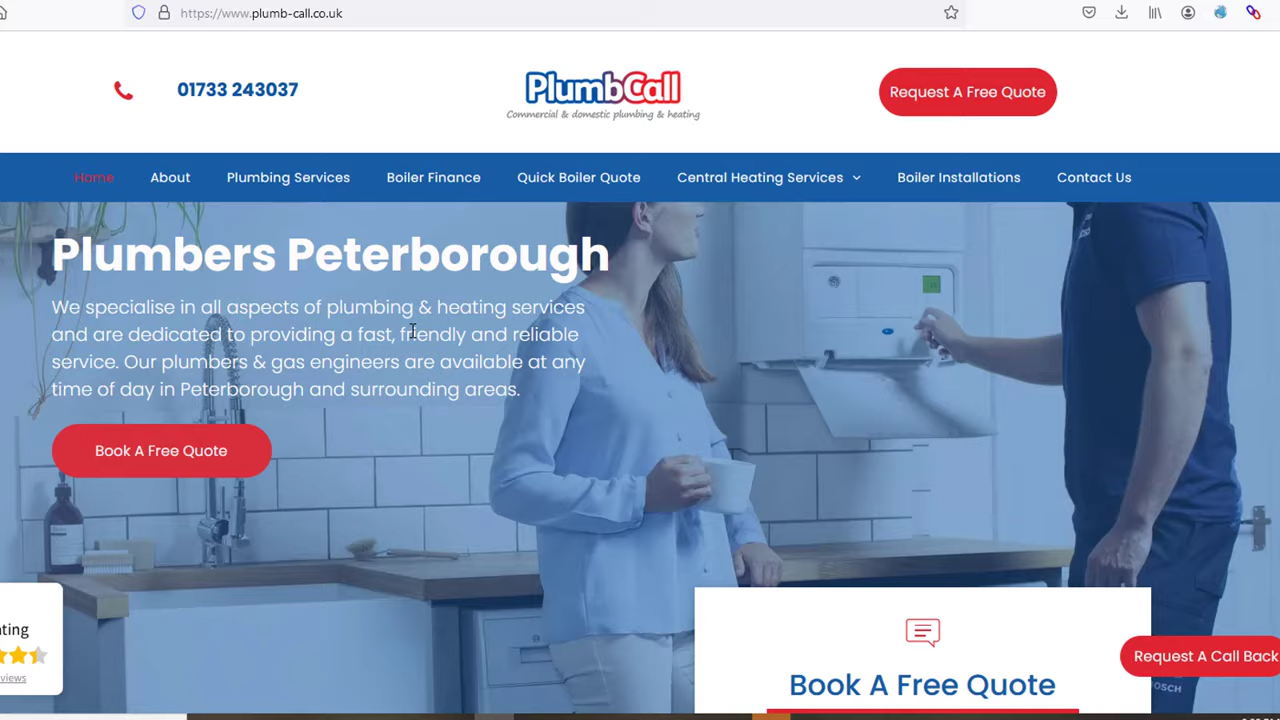 https://www.plumb-call.co.uk
01733 243037
PlumbCall
Commercial & domestic plumbing & heating
Request A Free Quote
Home
About
Plumbing Services
Boiler Finance
Quick Boiler Quote
Central Heating Services
Boiler Installations
Contact Us
Plumbers Peterborough
We specialise in all aspects of plumbing & heating services
and are dedicated to providing a fast, friendly and reliable
service. Our plumbers & gas engineers are available at any
time of day in Peterborough and surrounding areas.
Book A Free Quote
ating
views
Book A Free Quote
Request A Call Back
BOSCH